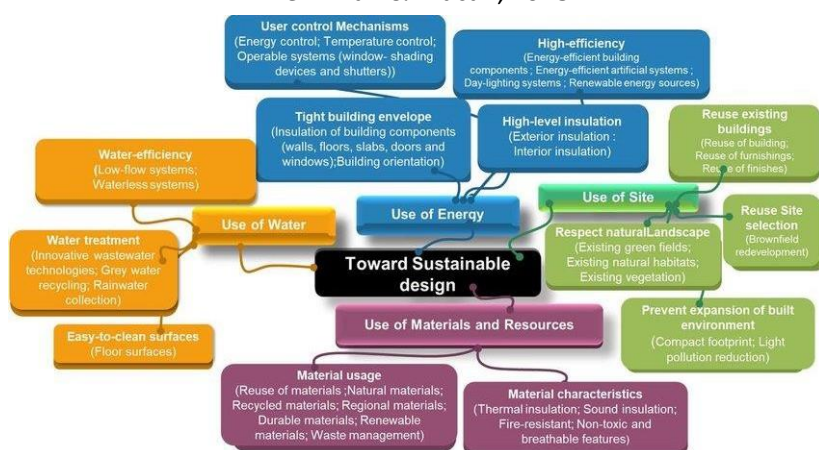 User control Mechanisms
(Energy control; Temperature control;
Operable systems (window- shading
devices and shutters))
High-efficiency
(Energy-efficient building
components ; Energy-efficient artificial systems ;
Day-lighting systems ; Renewable energy sources)
Tight building envelope
(Insulation of building components
(walls, floors, slabs, doors and
windows);Building orientation)
High-level insulation
(Exterior insulation :
Interior insulation)
Reuse existing
buildings
(Reuse of building,
Reuse of furnishings;
Reuse of finishes)
Water-efficiency
(Low-flow systems;
Waterless systems)
Use of Water
Use of Energy
Use of Site
Water treatment
(Innovative wastewater
technologies; Grey water
recycling; Rainwater
collection)
Respect naturalLandscape
(Existing green fields;
Existing natural habitats;
Existing vegetation)
Reuse Site
selection
(Brownfield
redevelopment)
Toward Sustainable
design
Easy-to-clean surfaces
(Floor surfaces)
Use of Materials and Resources
Prevent expansion of built
environment
(Compact footprint; Light
pollution reduction)
Material usage
(Reuse of materials ;Natural materials;
Recycled materials; Regional materials;
Durable materials; Renewable
materials; Waste management)
Material characteristics
(Thermal insulation; Sound insulation;
Fire-resistant; Non-toxic and
breathable features)